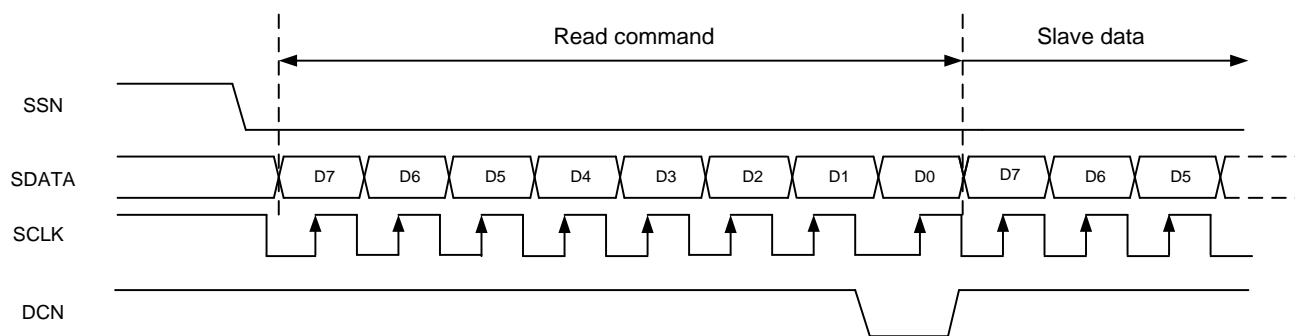 Read command Slave data
SSN
SDATA D7 D6 D5 D4 D3 D2 D1 D0 D7 D6 D5
SCLK
DCN